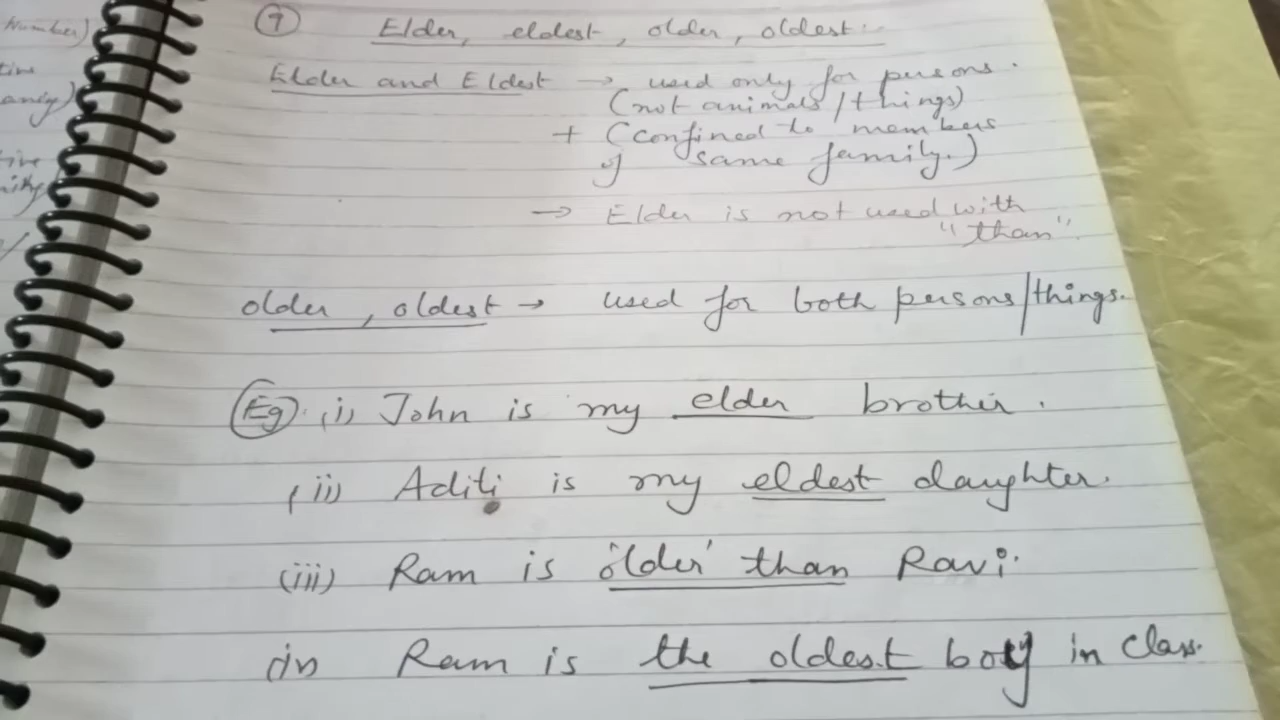 Number)
only)
7 Elder, eldest, older, oldest:
Elder and Eldest → used only for persons.
(not animals/things)
+ (confined to members
of same family.)
→ Elder is not used with
"than".
older, oldest → used for both persons/things.
Eg. (i) John is my elder brother.
(ii) Aditi is my eldest daughter.
(iii) Ram is 'older' than Ravi.
(iv) Ram is the oldest boy in class.